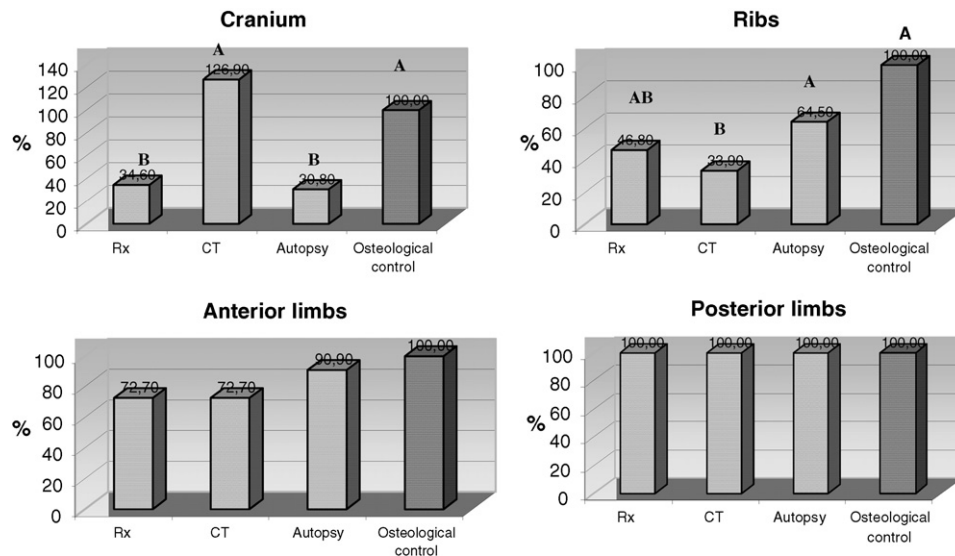 Cranium
140
120
100
80
60
40
20
0
%
B
34,60
A
126,90
B
30,80
A
100,00
Rx CT Autopsy Osteological
control
Ribs
100
80
60
40
20
0
%
AB
46,80
B
33,90
A
64,50
A
100,00
Rx CT Autopsy Osteological
control
Anterior limbs
100
80
60
40
20
0
%
72,70
72,70
90,90
100,00
Rx CT Autopsy Osteological
control
Posterior limbs
100
80
60
40
20
0
%
100,00
100,00
100,00
100,00
Rx CT Autopsy Osteological
control